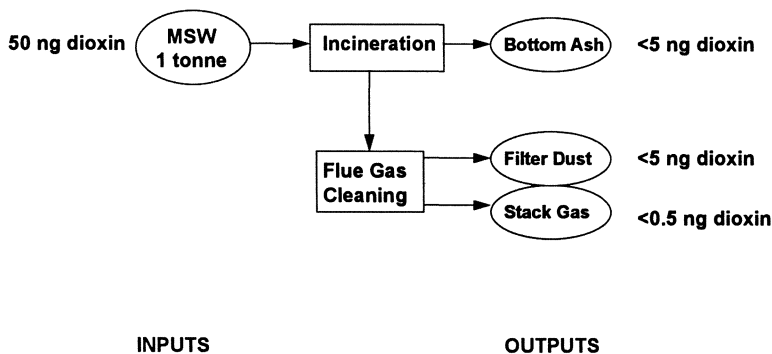 50 ng dioxin
MSW
1 tonne
Incineration
Bottom Ash
<5 ng dioxin
Flue Gas
Cleaning
Filter Dust
<5 ng dioxin
Stack Gas
<0.5 ng dioxin
INPUTS
OUTPUTS